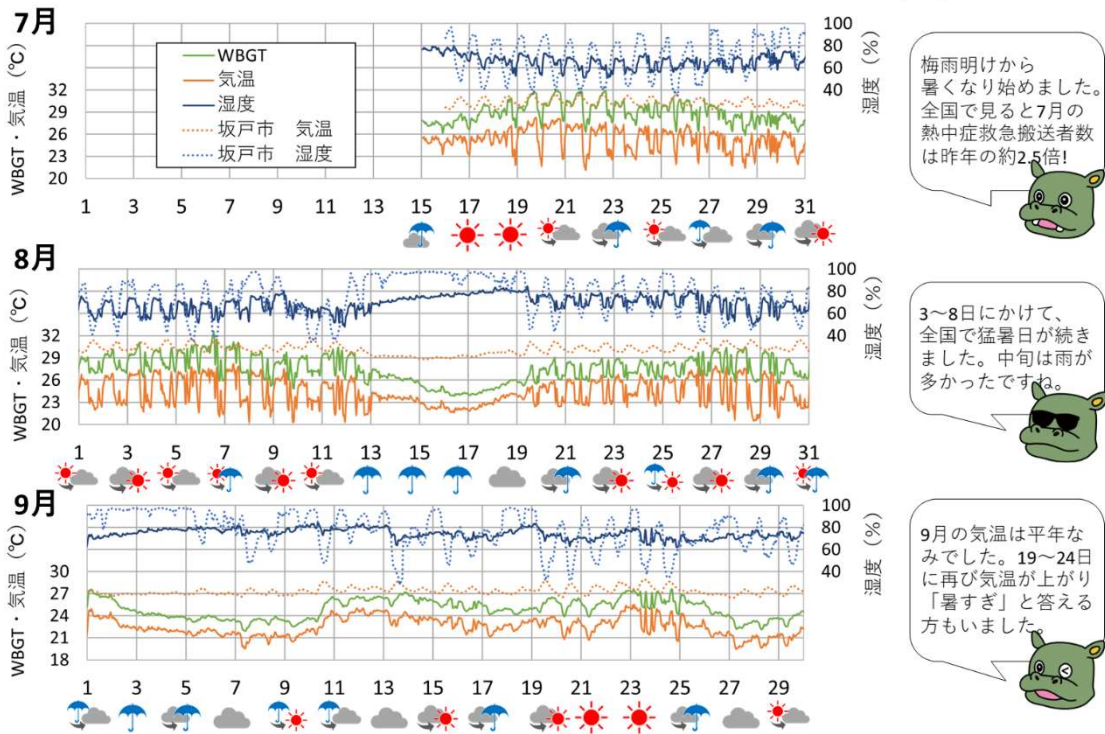 7月
WBGT・気温（℃）
32
29
26
23
20
WBGT
気温
湿度
坂戸市　気温
坂戸市　湿度
100
80
60
40
湿度（%）
1 3 5 7 9 11 13 15 17 19 21 23 25 27 29 31
梅雨明けから
暑くなり始めました。
全国で見ると7月の
熱中症救急搬送者数
は昨年の約2.5倍!
8月
WBGT・気温（℃）
32
29
26
23
20
100
80
60
40
湿度（%）
1 3 5 7 9 11 13 15 17 19 21 23 25 27 29 31
3〜8日にかけて、
全国で猛暑日が続き
ました。中旬は雨が
多かったですね。
9月
WBGT・気温（℃）
30
27
24
21
18
100
80
60
40
湿度（%）
1 3 5 7 9 11 13 15 17 19 21 23 25 27 29
9月の気温は平年な
みでした。19〜24日
に再び気温が上がり
「暑すぎ」と答える
方もいました。